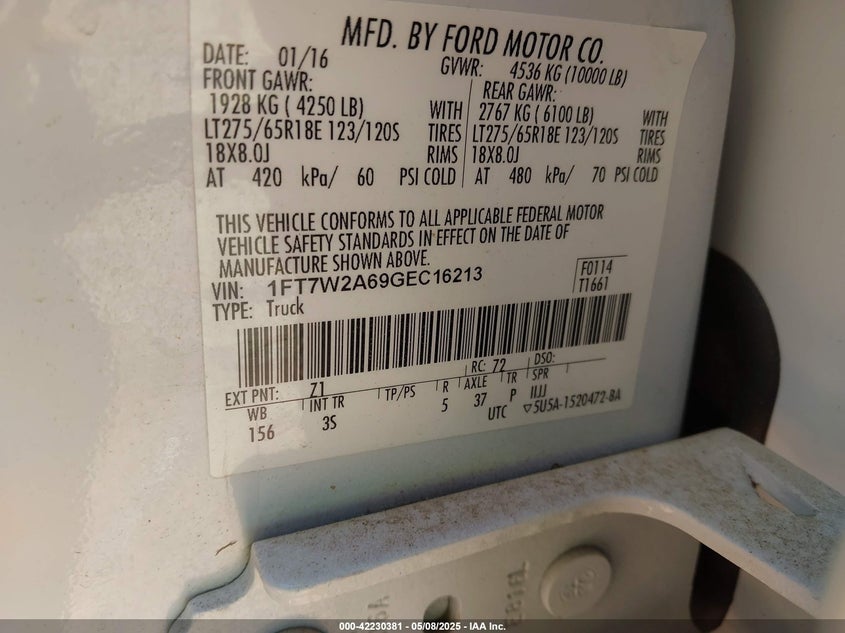 MFD. BY FORD MOTOR CO.
DATE: 01/16
GVWR: 4536 KG (10000 LB)
FRONT GAWR:
REAR GAWR:
1928 KG ( 4250 LB) WITH
2767 KG ( 6100 LB) WITH
LT275/65R18E 123/120S TIRES
LT275/65R18E 123/120S TIRES
18X8.0J RIMS
18X8.0J RIMS
AT 420 kPa/ 60 PSI COLD
AT 480 kPa/ 70 PSI COLD
THIS VEHICLE CONFORMS TO ALL APPLICABLE FEDERAL MOTOR
VEHICLE SAFETY STANDARDS IN EFFECT ON THE DATE OF
MANUFACTURE SHOWN ABOVE.
VIN: 1FT7W2A69GEC16213
F0114
TYPE: Truck
T1661
EXT PNT: Z1 RC: 72 DSO:
WB INT TR TP/PS R AXLE TR SPR
156 3S 5 37 P IIJJ
UTC ▽5U5A-1520472-BA
000-42230381 - 05/08/2025 - IAA Inc.